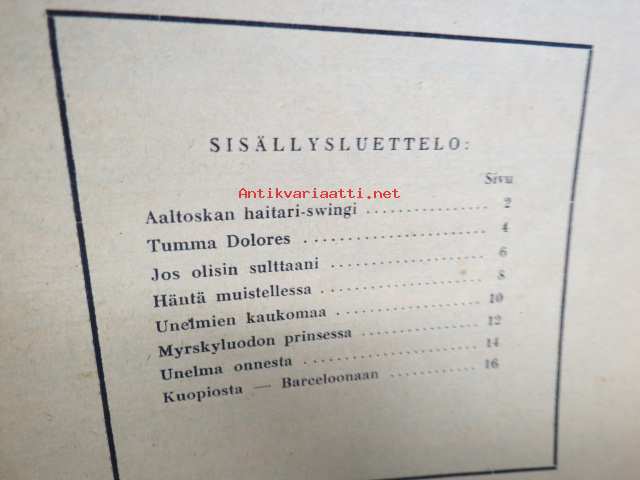 SISÄLLYSLUETTELO:
Sivu
Antikvariaatti.net
Aaltoskan haitari-swingi . . . . . . . . . . . . . . . 2
Tumma Dolores . . . . . . . . . . . . . . . . . . . . . . 4
Jos olisin sulttaani . . . . . . . . . . . . . . . . . . . . 6
Häntä muistellessa . . . . . . . . . . . . . . . . . . . . 8
Unelmien kaukomaa . . . . . . . . . . . . . . . . . . 10
Myrskyluodon prinsessa . . . . . . . . . . . . . . . 12
Unelma onnesta . . . . . . . . . . . . . . . . . . . . . . 14
Kuopiosta — Barceloonaan . . . . . . . . . . . 16